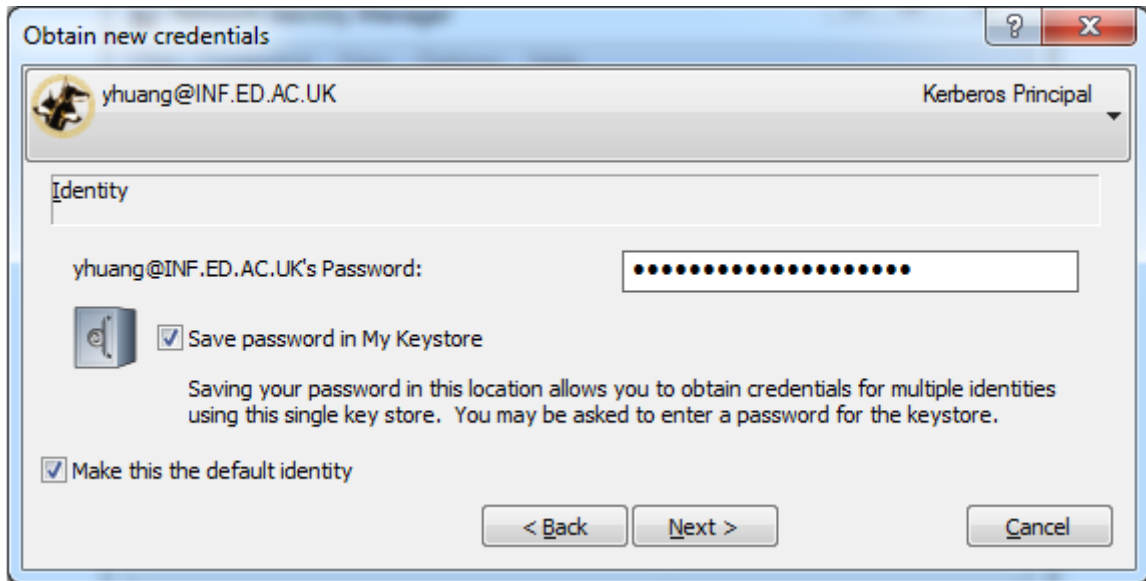 Obtain new credentials
yhuang@INF.ED.AC.UK
Kerberos Principal
Identity
yhuang@INF.ED.AC.UK's Password:
Save password in My Keystore
Saving your password in this location allows you to obtain credentials for multiple identities
using this single key store.  You may be asked to enter a password for the keystore.
Make this the default identity
< Back
Next >
Cancel